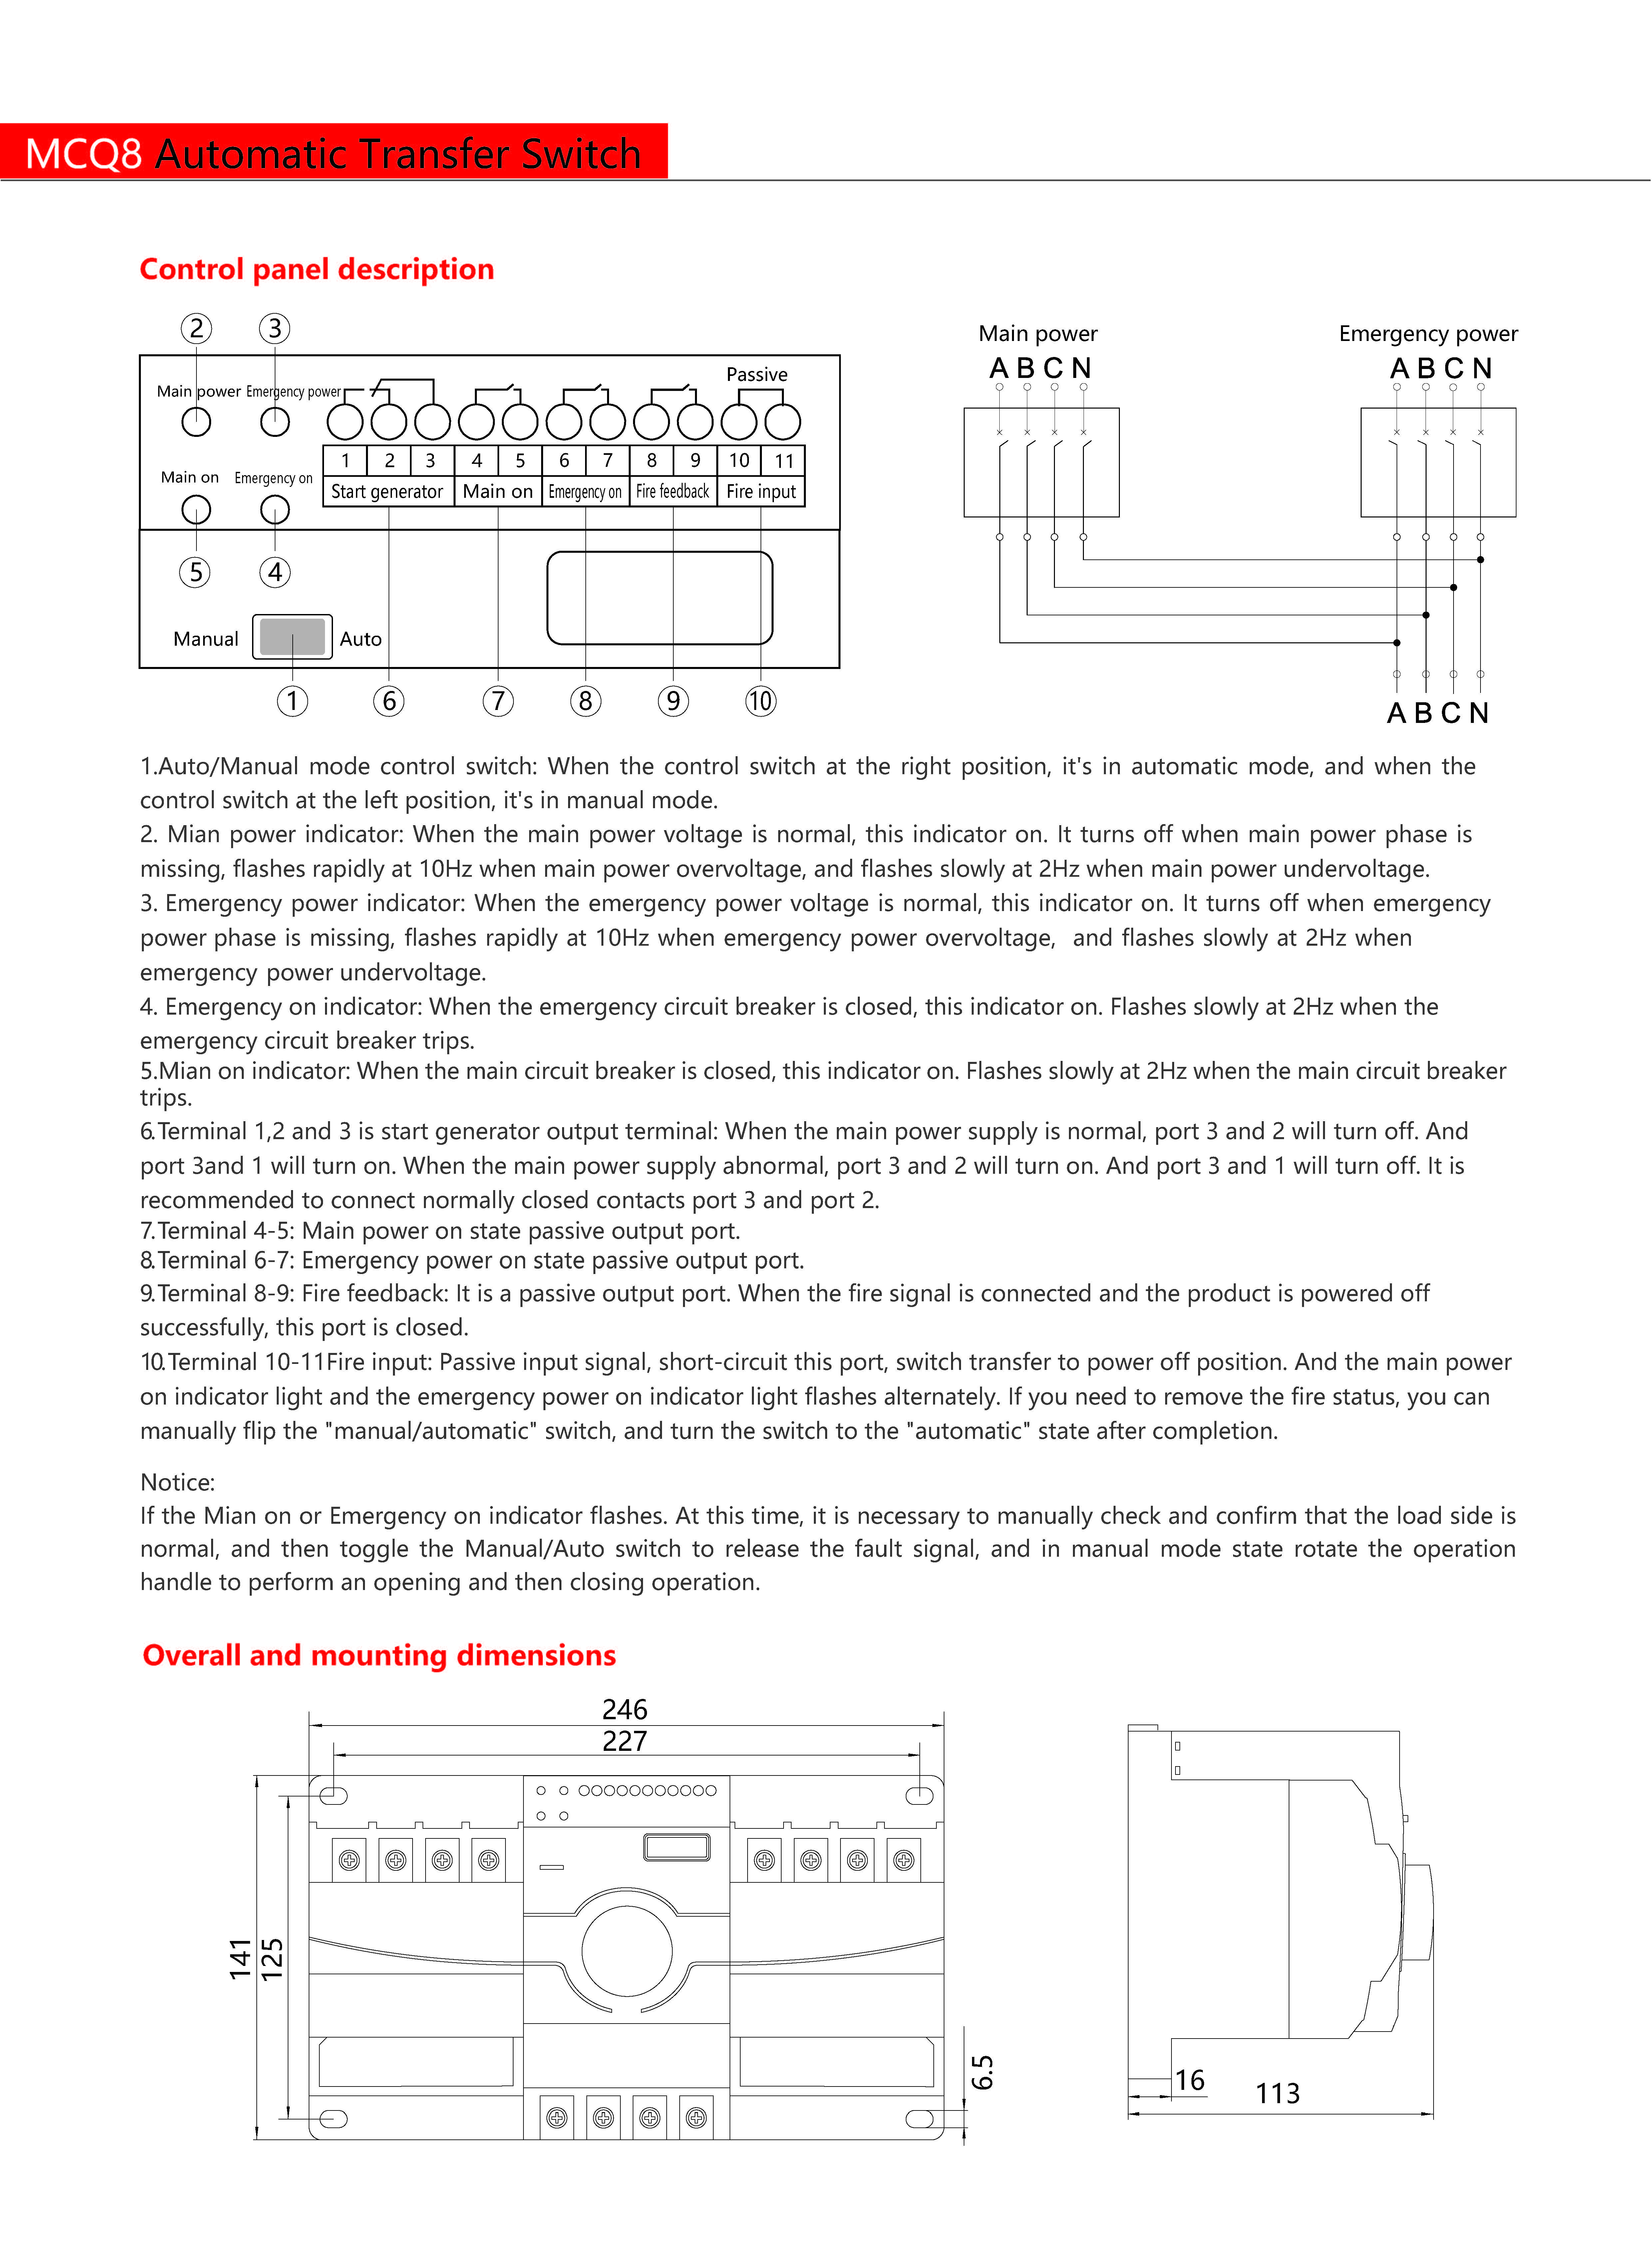 MCQ8 Automatic Transfer Switch
Control panel description
2 3
Main power Emergency power
Passive
Main on Emergency on
1 2 3 4 5 6 7 8 9 10 11
Start generator Main on Emergency on Fire feedback Fire input
5 4
Manual Auto
1 6 7 8 9 10
Main power Emergency power
A B C N A B C N
A B C N
1.Auto/Manual mode control switch: When the control switch at the right position, it's in automatic mode, and when the
control switch at the left position, it's in manual mode.
2. Mian power indicator: When the main power voltage is normal, this indicator on. It turns off when main power phase is
missing, flashes rapidly at 10Hz when main power overvoltage, and flashes slowly at 2Hz when main power undervoltage.
3. Emergency power indicator: When the emergency power voltage is normal, this indicator on. It turns off when emergency
power phase is missing, flashes rapidly at 10Hz when emergency power overvoltage, and flashes slowly at 2Hz when
emergency power undervoltage.
4. Emergency on indicator: When the emergency circuit breaker is closed, this indicator on. Flashes slowly at 2Hz when the
emergency circuit breaker trips.
5.Mian on indicator: When the main circuit breaker is closed, this indicator on. Flashes slowly at 2Hz when the main circuit breaker
trips.
6.Terminal 1,2 and 3 is start generator output terminal: When the main power supply is normal, port 3 and 2 will turn off. And
port 3and 1 will turn on. When the main power supply abnormal, port 3 and 2 will turn on. And port 3 and 1 will turn off. It is
recommended to connect normally closed contacts port 3 and port 2.
7.Terminal 4-5: Main power on state passive output port.
8.Terminal 6-7: Emergency power on state passive output port.
9.Terminal 8-9: Fire feedback: It is a passive output port. When the fire signal is connected and the product is powered off
successfully, this port is closed.
10.Terminal 10-11Fire input: Passive input signal, short-circuit this port, switch transfer to power off position. And the main power
on indicator light and the emergency power on indicator light flashes alternately. If you need to remove the fire status, you can
manually flip the "manual/automatic" switch, and turn the switch to the "automatic" state after completion.
Notice:
If the Mian on or Emergency on indicator flashes. At this time, it is necessary to manually check and confirm that the load side is
normal, and then toggle the Manual/Auto switch to release the fault signal, and in manual mode state rotate the operation
handle to perform an opening and then closing operation.
Overall and mounting dimensions
246
227
141
125
6.5
16
113